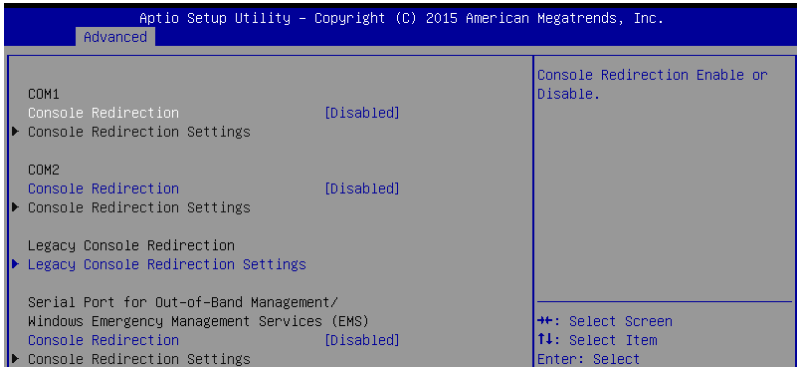 Aptio Setup Utility – Copyright (C) 2015 American Megatrends, Inc.
Advanced
COM1
Console Redirection [Disabled]
Console Redirection Settings
COM2
Console Redirection [Disabled]
Console Redirection Settings
Legacy Console Redirection
Legacy Console Redirection Settings
Serial Port for Out-of-Band Management/
Windows Emergency Management Services (EMS)
Console Redirection [Disabled]
Console Redirection Settings
Console Redirection Enable or
Disable.
→←: Select Screen
↑↓: Select Item
Enter: Select